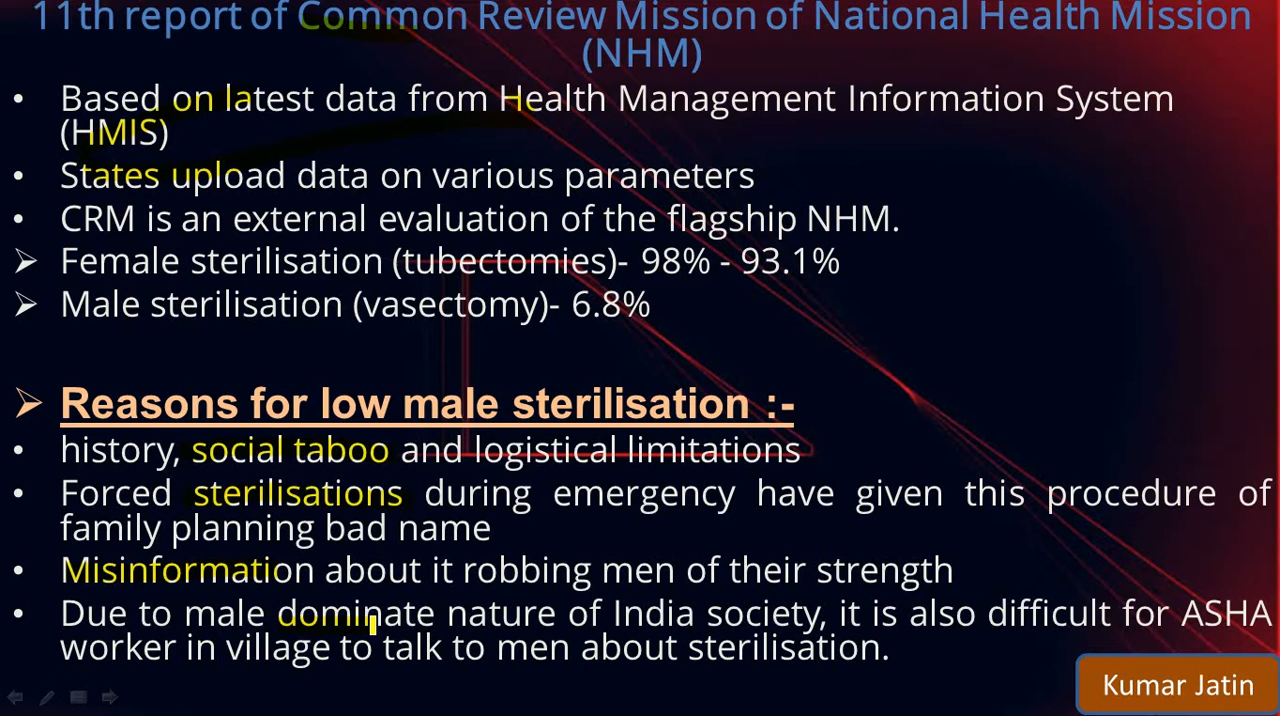 11th report of Common Review Mission of National Health Mission
(NHM)
• Based on latest data from Health Management Information System
(HMIS)
• States upload data on various parameters
• CRM is an external evaluation of the flagship NHM.
➢ Female sterilisation (tubectomies)- 98% - 93.1%
➢ Male sterilisation (vasectomy)- 6.8%
➢ Reasons for low male sterilisation :-
• history, social taboo and logistical limitations
• Forced sterilisations during emergency have given this procedure of
family planning bad name
• Misinformation about it robbing men of their strength
• Due to male dominate nature of India society, it is also difficult for ASHA
worker in village to talk to men about sterilisation.
Kumar Jatin